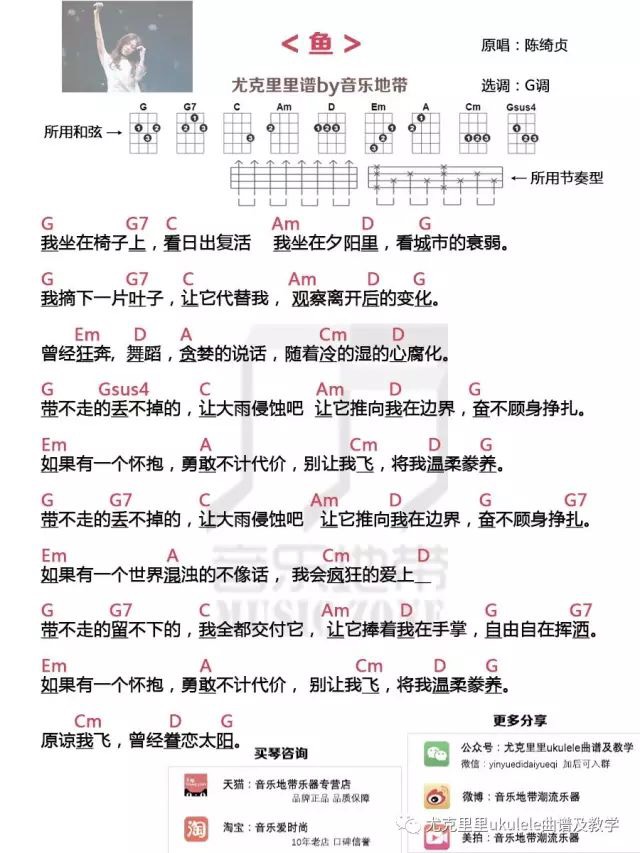 <鱼>
原唱:陈绮贞
尤克里里谱by音乐地带
选调:G调
G G7 C Am D Em A Cm Gsus4
所用和弦→
←所用节奏型
G G7 C Am D G
我坐在椅子上,看日出复活 我坐在夕阳里,看城市的衰弱。
G G7 C Am D G
我摘下一片叶子,让它代替我,观察离开后的变化。
Em D A Cm D
曾经狂奔,舞蹈,贪婪的说话,随着冷的湿的心腐化。
G Gsus4 C Am D G
带不走的丢不掉的,让大雨侵蚀吧 让它推向我在边界,奋不顾身挣扎。
Em A Cm D G
如果有一个怀抱,勇敢不计代价,别让我飞,将我温柔豢养。
G G7 C Am D G G7
带不走的丢不掉的,让大雨侵蚀吧 让它推向我在边界,奋不顾身挣扎。
Em A Cm D
如果有一个世界混浊的不像话,我会疯狂的爱上__
G G7 C Am D G G7
带不走的留不下的,我全都交付它,让它捧着我在手掌,自由自在挥洒。
Em A Cm D G
如果有一个怀抱,勇敢不计代价,别让我飞,将我温柔豢养。
Cm D G
原谅我飞,曾经眷恋太阳。
音乐地带
MUSICZONE
买琴咨询
天猫:音乐地带乐器专营店
品牌正品 品质保障
淘宝:音乐爱时尚
10年老店 口碑信誉
更多分享
公众号:尤克里里ukulele曲谱及教学
微信:yinyuedidaiyueqi 加后可入群
微博:音乐地带潮流乐器
美拍:音乐地带潮流乐器
尤克里里ukulele曲谱及教学